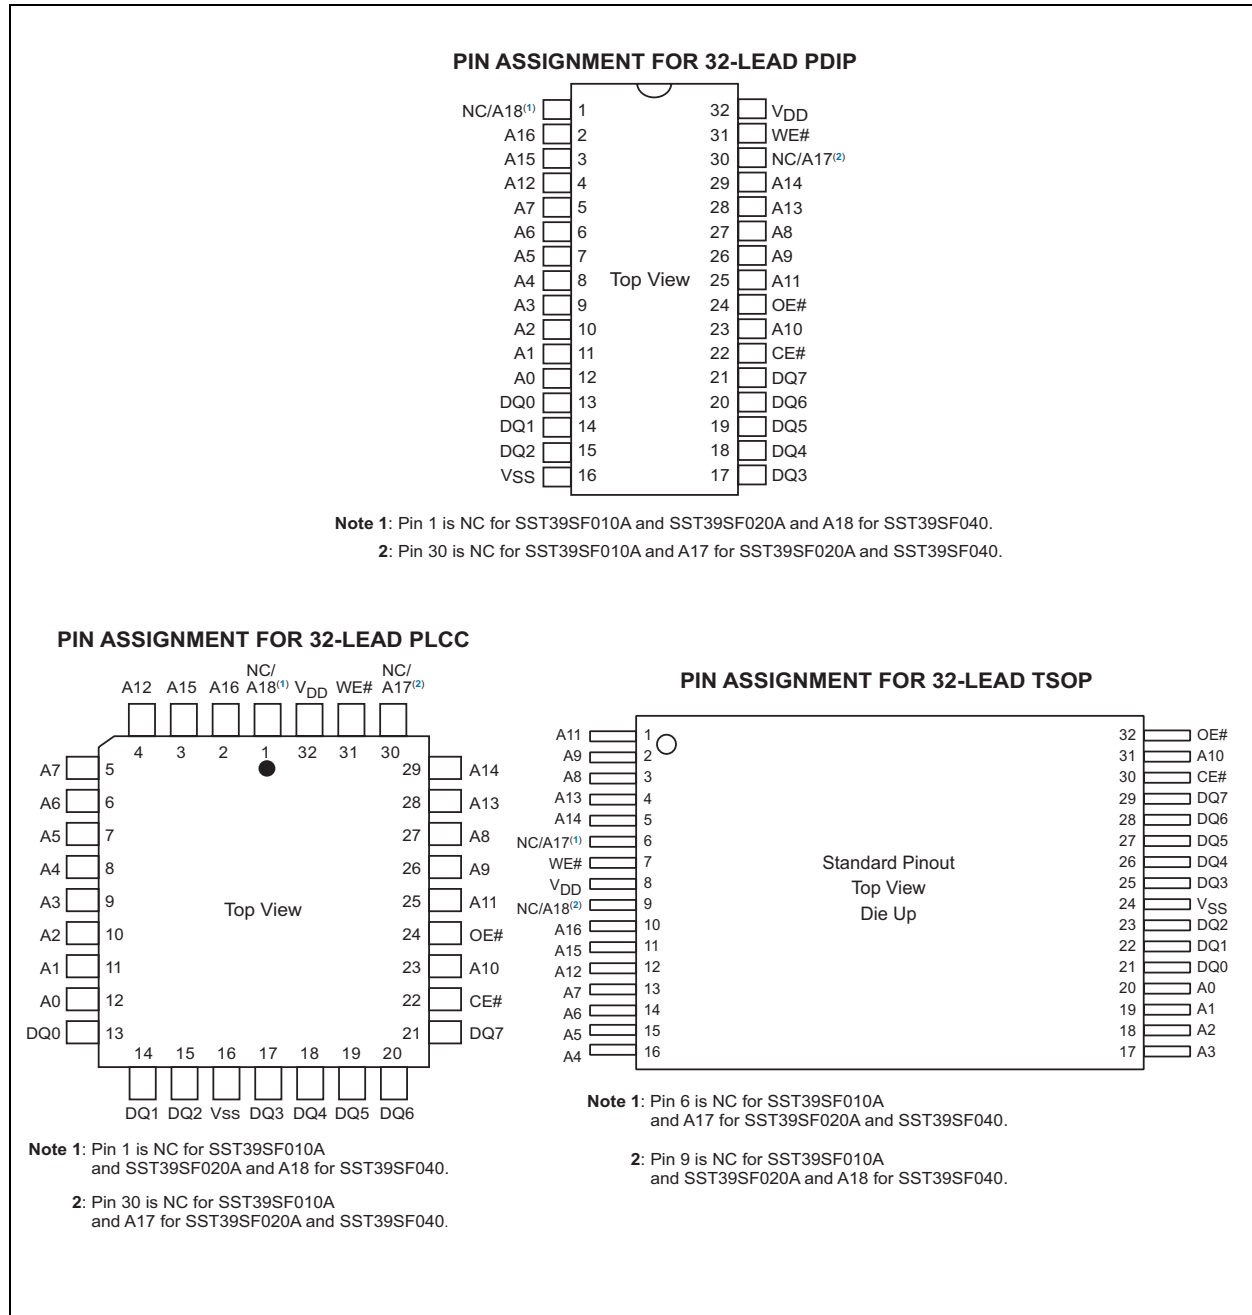 PIN ASSIGNMENT FOR 32-LEAD PDIP
NC/A18(1) 1 32 VDD
A16 2 31 WE#
A15 3 30 NC/A17(2)
A12 4 29 A14
A7 5 28 A13
A6 6 27 A8
A5 7 26 A9
A4 8 Top View 25 A11
A3 9 24 OE#
A2 10 23 A10
A1 11 22 CE#
A0 12 21 DQ7
DQ0 13 20 DQ6
DQ1 14 19 DQ5
DQ2 15 18 DQ4
VSS 16 17 DQ3
Note 1: Pin 1 is NC for SST39SF010A and SST39SF020A and A18 for SST39SF040.
2: Pin 30 is NC for SST39SF010A and A17 for SST39SF020A and SST39SF040.
PIN ASSIGNMENT FOR 32-LEAD PLCC
NC/ NC/
A12 A15 A16 A18(1) VDD WE# A17(2)
4 3 2 1 32 31 30
A7 5 29 A14
A6 6 28 A13
A5 7 27 A8
A4 8 26 A9
A3 9 Top View 25 A11
A2 10 24 OE#
A1 11 23 A10
A0 12 22 CE#
DQ0 13 21 DQ7
14 15 16 17 18 19 20
DQ1 DQ2 Vss DQ3 DQ4 DQ5 DQ6
Note 1: Pin 1 is NC for SST39SF010A
and SST39SF020A and A18 for SST39SF040.
2: Pin 30 is NC for SST39SF010A
and A17 for SST39SF020A and SST39SF040.
PIN ASSIGNMENT FOR 32-LEAD TSOP
A11 1 32 OE#
A9 2 31 A10
A8 3 30 CE#
A13 4 29 DQ7
A14 5 28 DQ6
NC/A17(1) 6 27 DQ5
WE# 7 Standard Pinout 26 DQ4
VDD 8 Top View 25 DQ3
NC/A18(2) 9 Die Up 24 VSS
A16 10 23 DQ2
A15 11 22 DQ1
A12 12 21 DQ0
A7 13 20 A0
A6 14 19 A1
A5 15 18 A2
A4 16 17 A3
Note 1: Pin 6 is NC for SST39SF010A
and A17 for SST39SF020A and SST39SF040.
2: Pin 9 is NC for SST39SF010A
and SST39SF020A and A18 for SST39SF040.